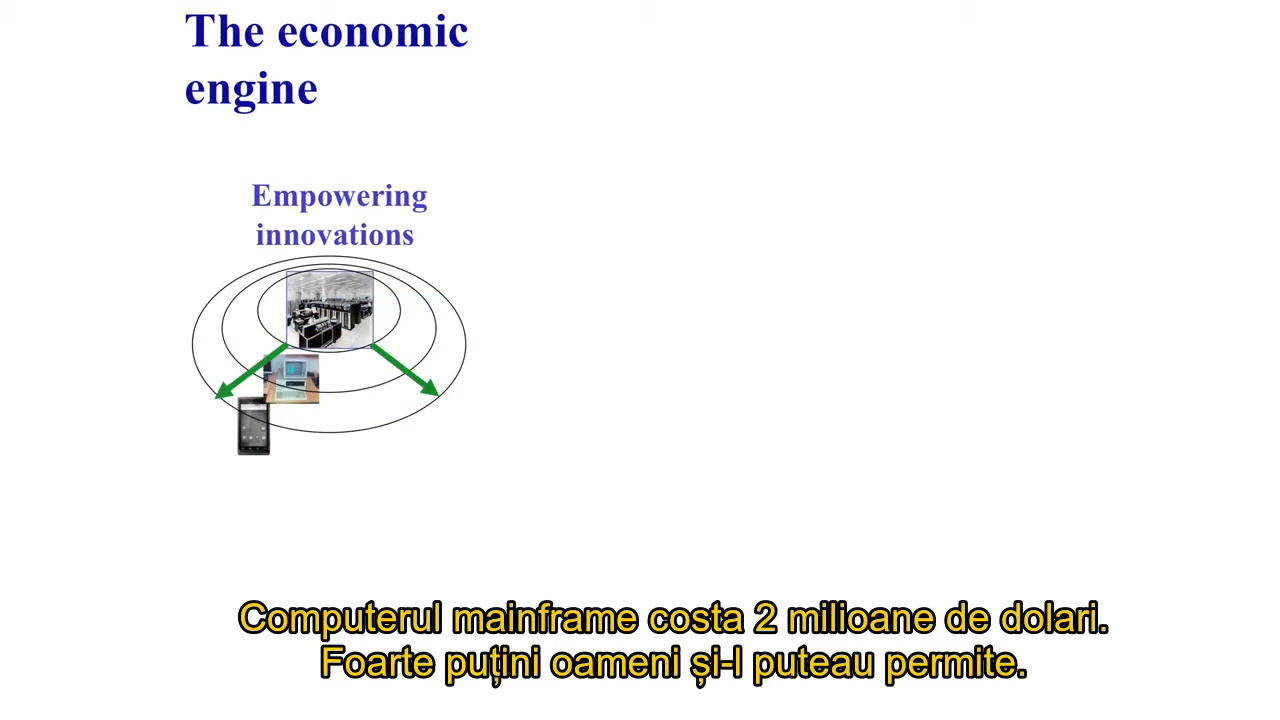 The economic
engine
Empowering
innovations
Computerul mainframe costa 2 milioane de dolari.
Foarte puțini oameni și-l puteau permite.